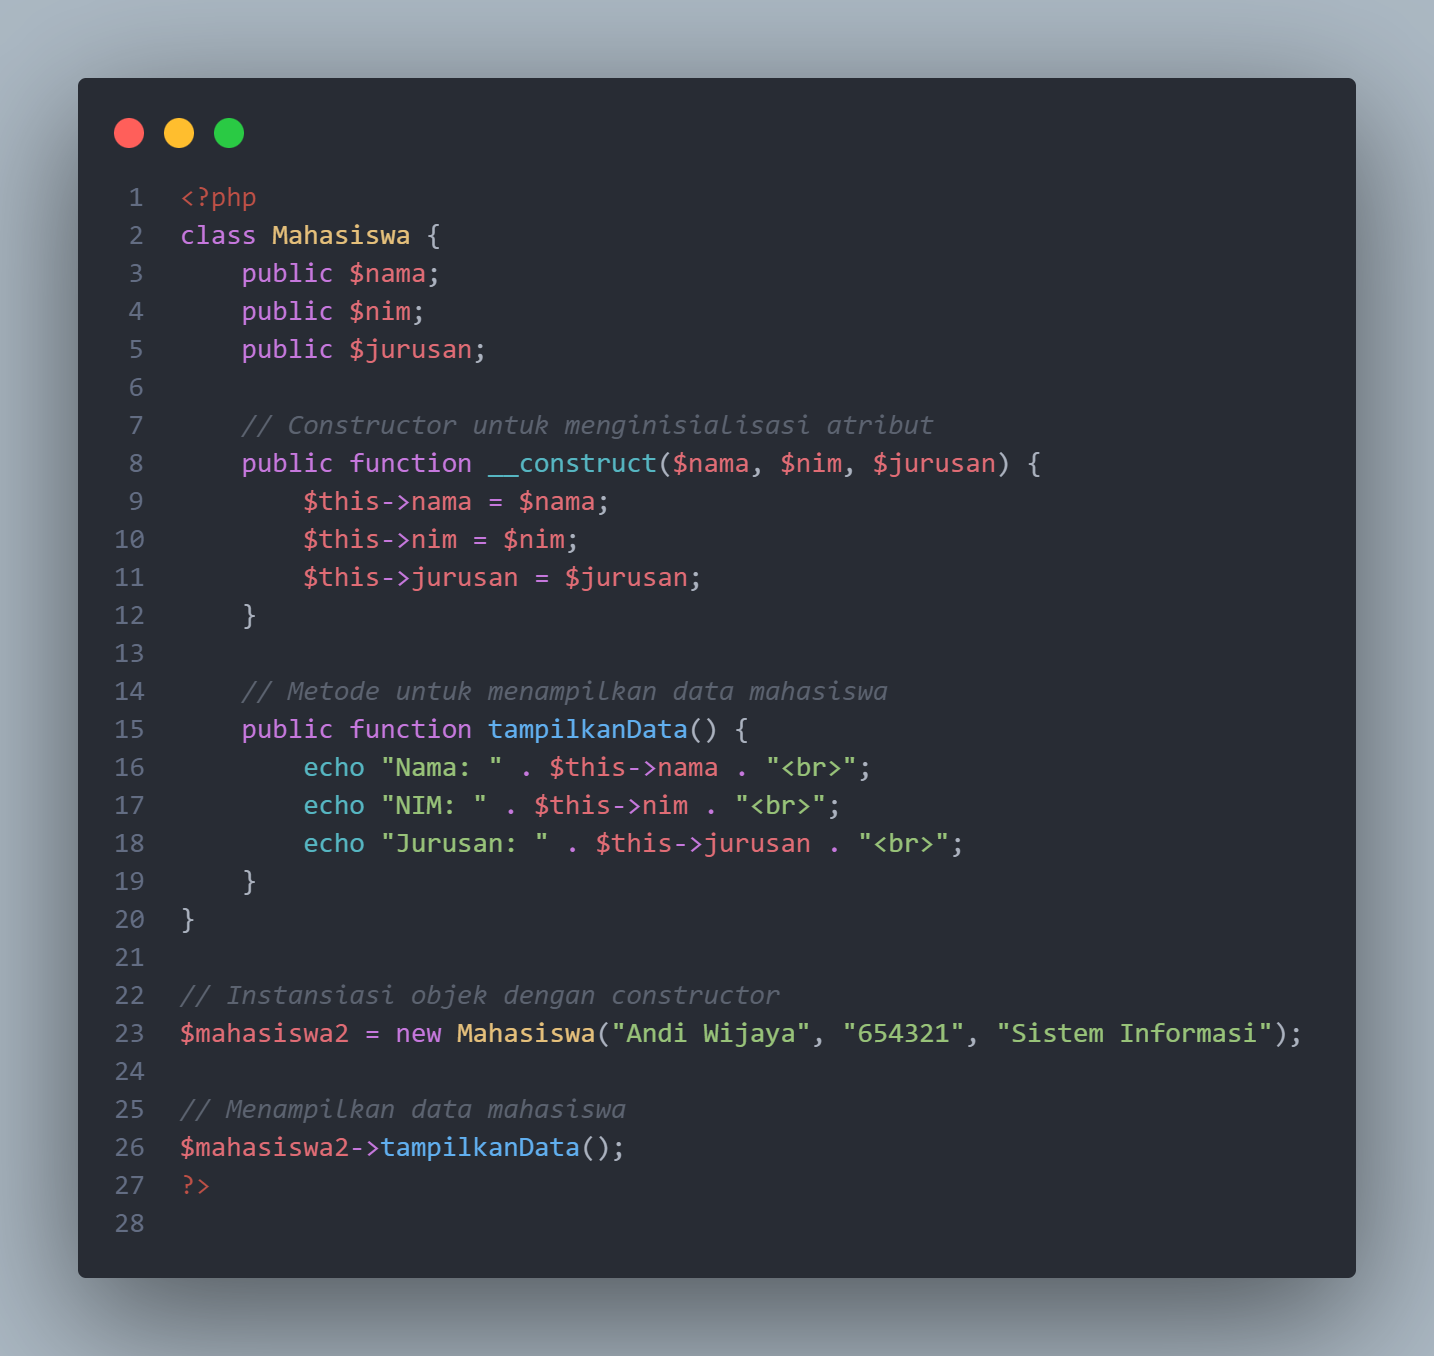 1 <?php
2 class Mahasiswa {
3     public $nama;
4     public $nim;
5     public $jurusan;
6
7     // Constructor untuk menginisialisasi atribut
8     public function __construct($nama, $nim, $jurusan) {
9         $this->nama = $nama;
10         $this->nim = $nim;
11         $this->jurusan = $jurusan;
12     }
13
14     // Metode untuk menampilkan data mahasiswa
15     public function tampilkanData() {
16         echo "Nama: " . $this->nama . "<br>";
17         echo "NIM: " . $this->nim . "<br>";
18         echo "Jurusan: " . $this->jurusan . "<br>";
19     }
20 }
21
22 // Instansiasi objek dengan constructor
23 $mahasiswa2 = new Mahasiswa("Andi Wijaya", "654321", "Sistem Informasi");
24
25 // Menampilkan data mahasiswa
26 $mahasiswa2->tampilkanData();
27 ?>
28